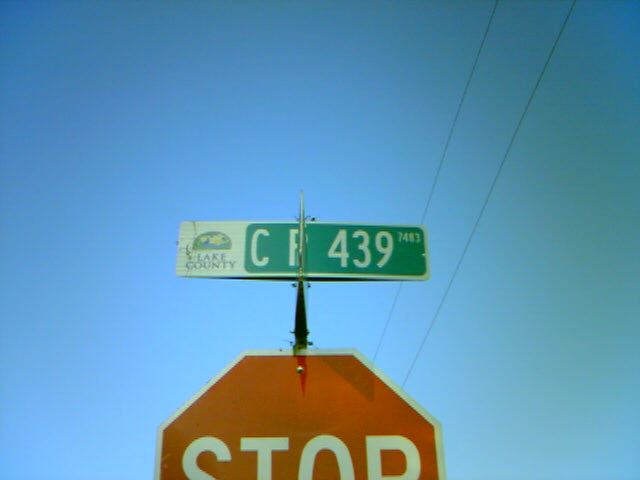 LAKE
COUNTY
C R 439 7483
STOP